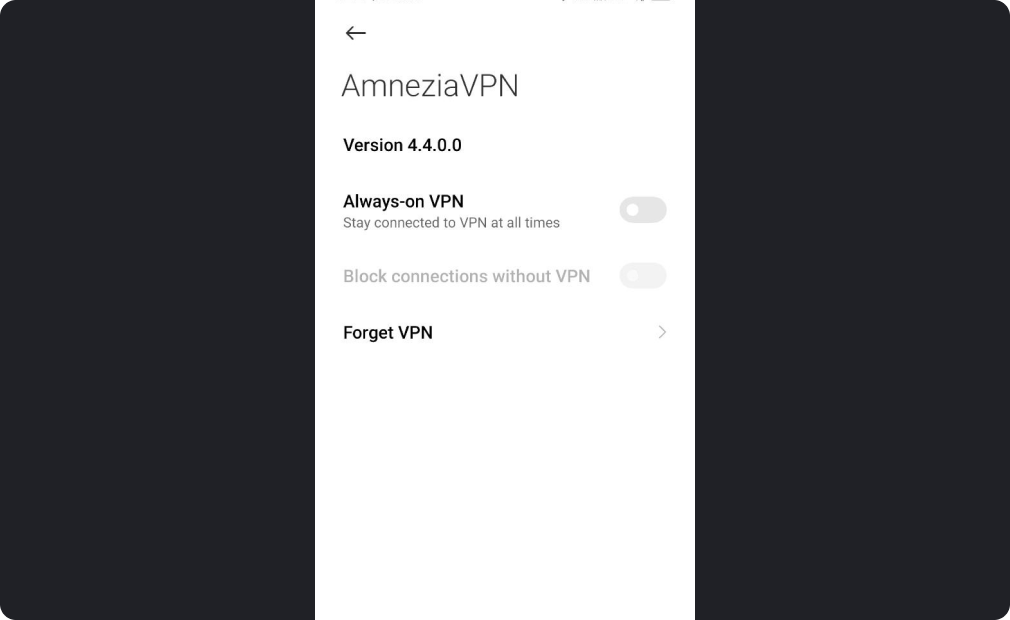 AmneziaVPN
Version 4.4.0.0
Always-on VPN
Stay connected to VPN at all times
Block connections without VPN
Forget VPN